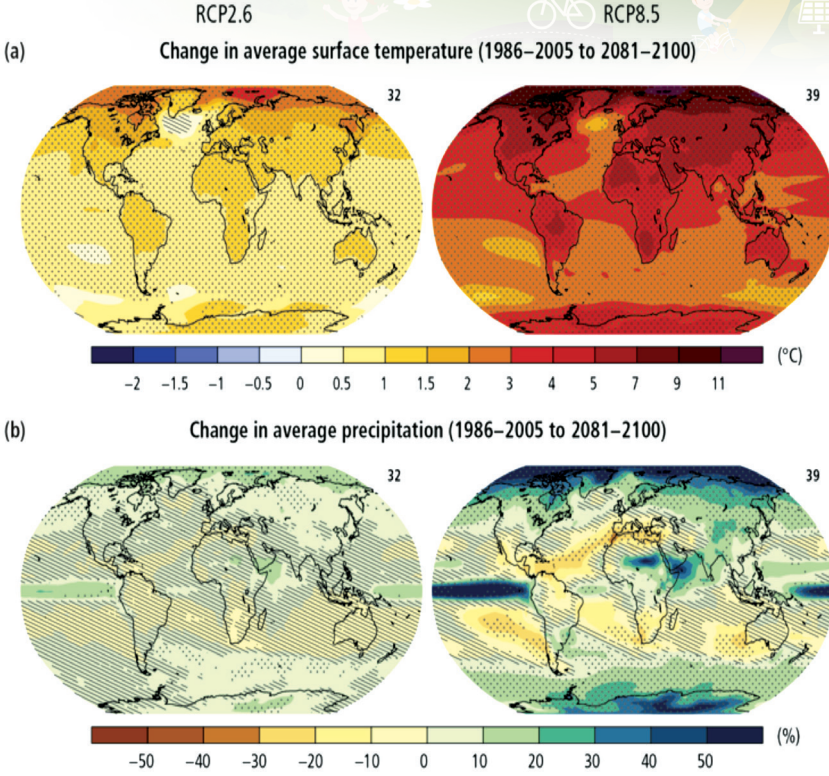 RCP2.6 RCP8.5
(a) Change in average surface temperature (1986–2005 to 2081–2100)
32 39
−2 −1.5 −1 −0.5 0 0.5 1 1.5 2 3 4 5 7 9 11 (°C)
(b) Change in average precipitation (1986–2005 to 2081–2100)
32 39
−50 −40 −30 −20 −10 0 10 20 30 40 50 (%)